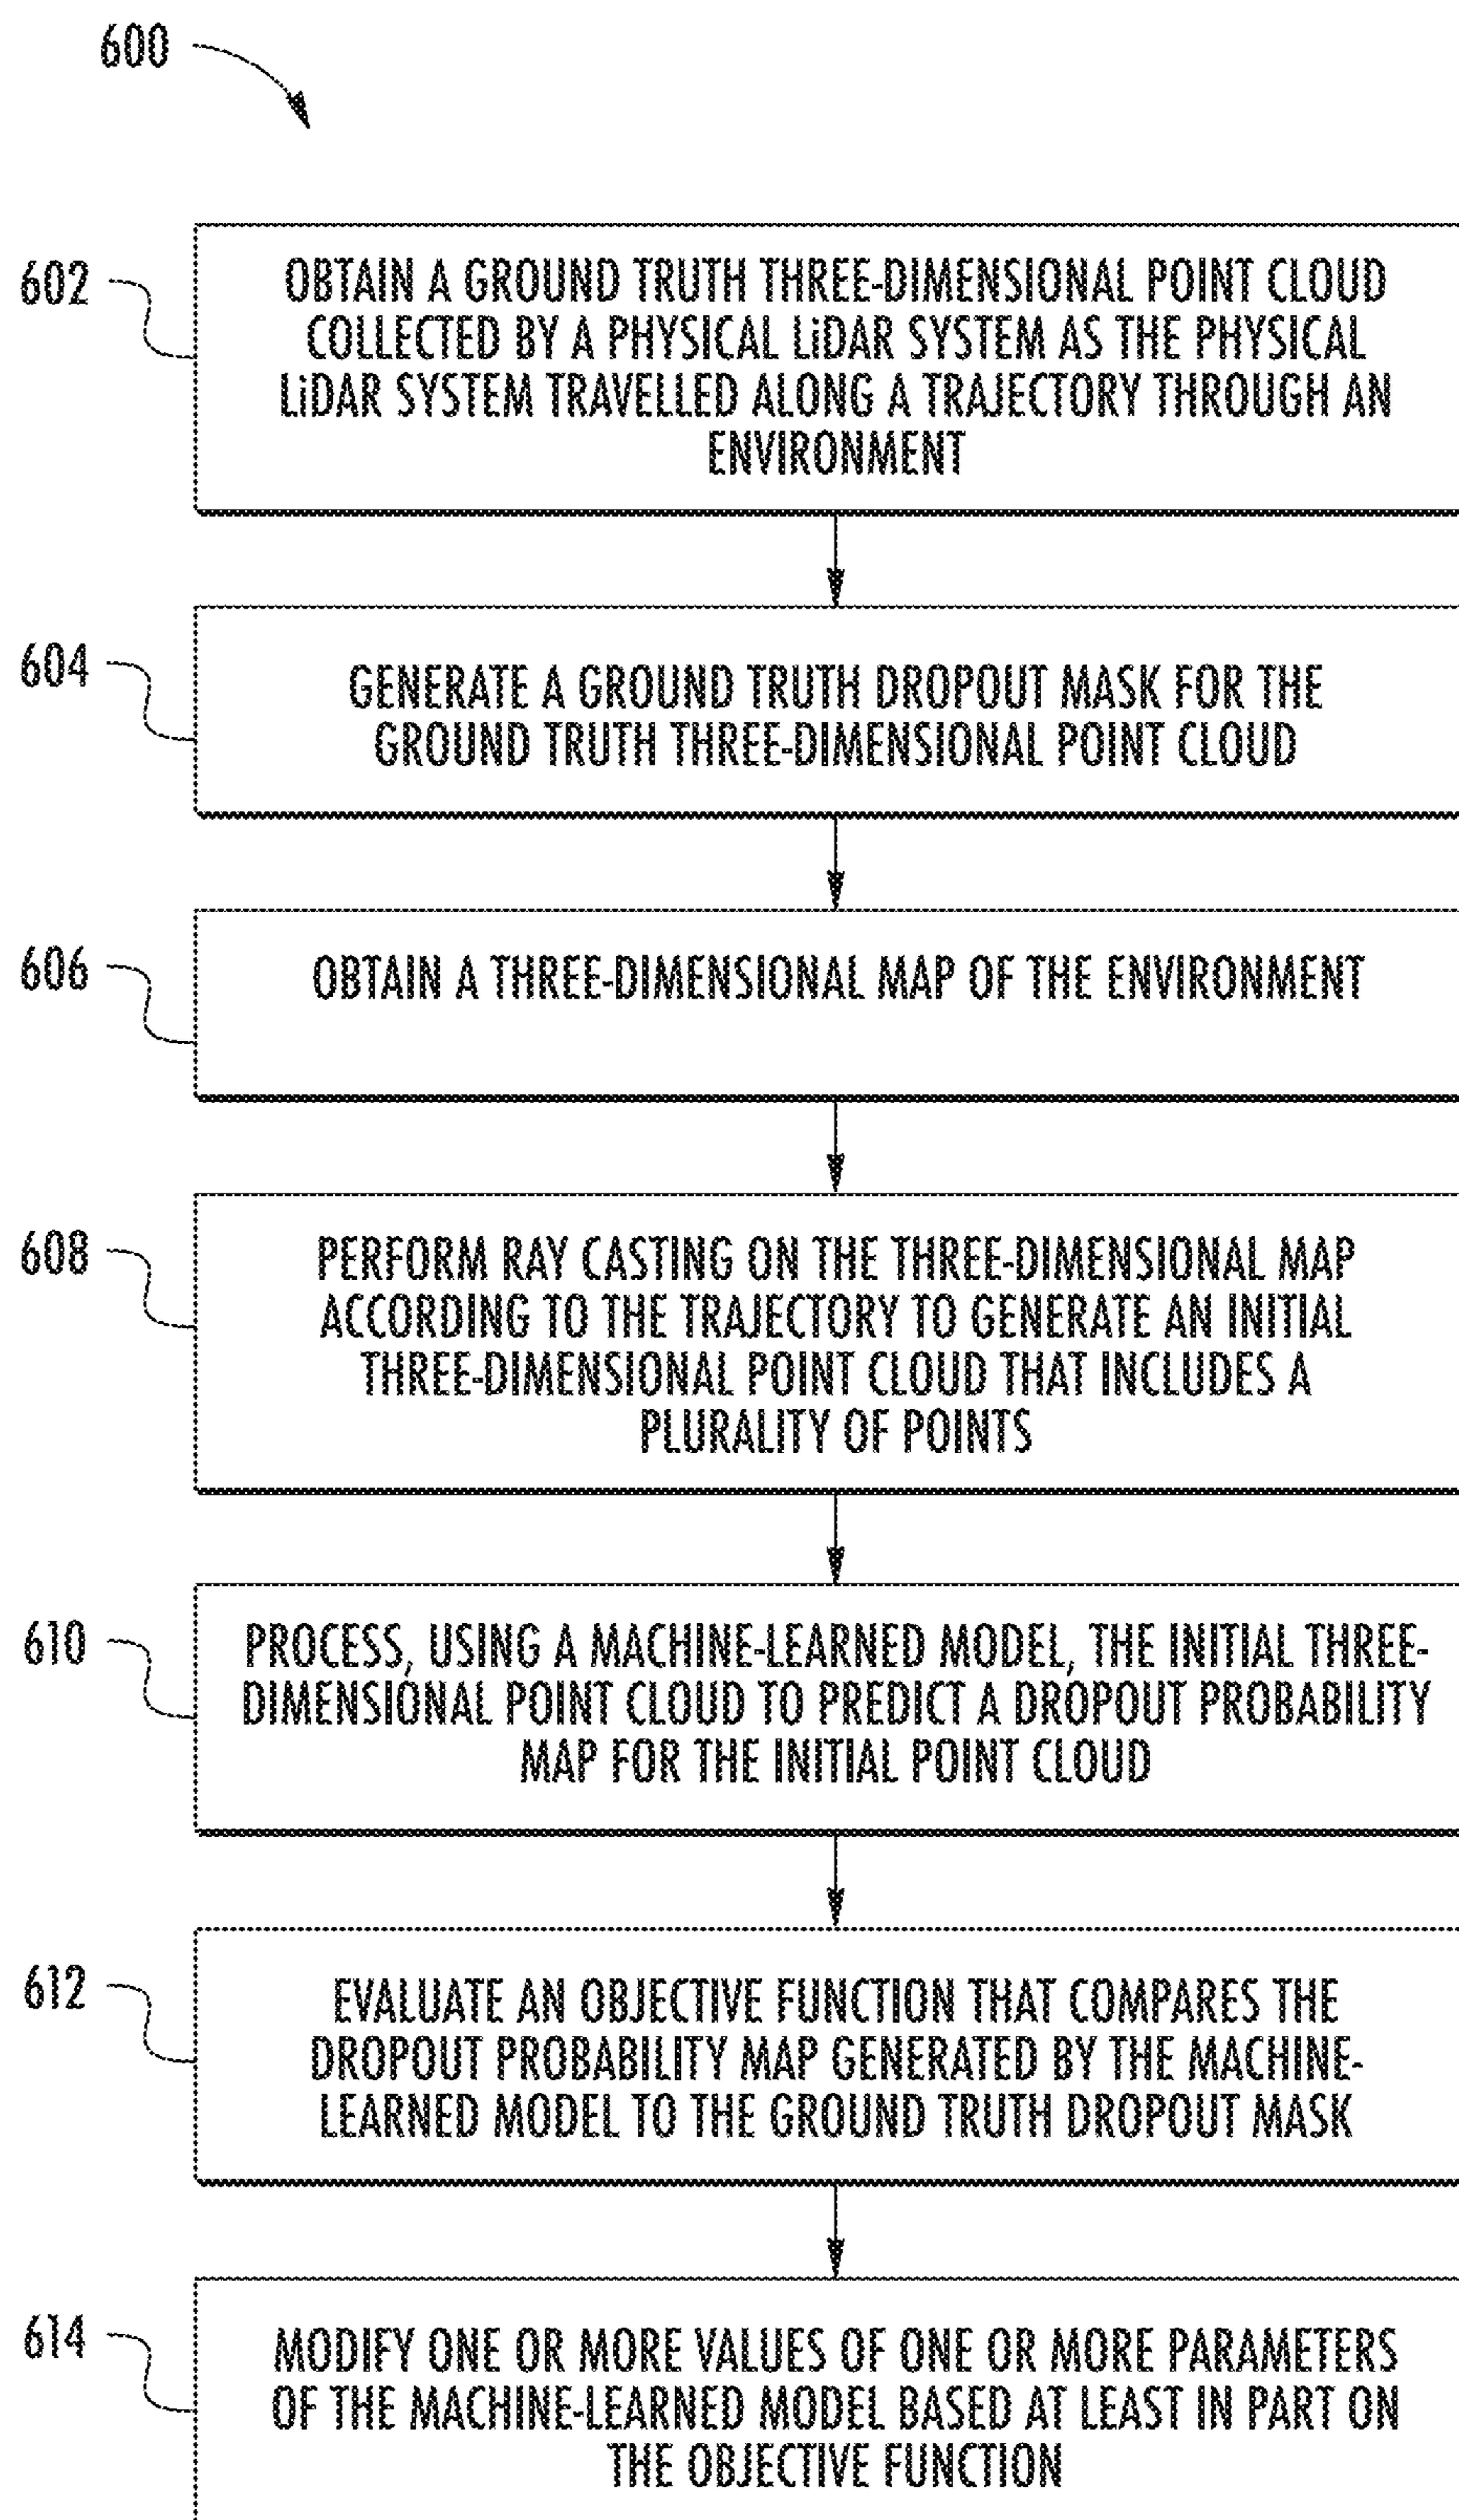 600
602
OBTAIN A GROUND TRUTH THREE-DIMENSIONAL POINT CLOUD
COLLECTED BY A PHYSICAL LiDAR SYSTEM AS THE PHYSICAL
LiDAR SYSTEM TRAVELLED ALONG A TRAJECTORY THROUGH AN
ENVIRONMENT
604
GENERATE A GROUND TRUTH DROPOUT MASK FOR THE
GROUND TRUTH THREE-DIMENSIONAL POINT CLOUD
606
OBTAIN A THREE-DIMENSIONAL MAP OF THE ENVIRONMENT
608
PERFORM RAY CASTING ON THE THREE-DIMENSIONAL MAP
ACCORDING TO THE TRAJECTORY TO GENERATE AN INITIAL
THREE-DIMENSIONAL POINT CLOUD THAT INCLUDES A
PLURALITY OF POINTS
610
PROCESS, USING A MACHINE-LEARNED MODEL, THE INITIAL THREE-
DIMENSIONAL POINT CLOUD TO PREDICT A DROPOUT PROBABILITY
MAP FOR THE INITIAL POINT CLOUD
612
EVALUATE AN OBJECTIVE FUNCTION THAT COMPARES THE
DROPOUT PROBABILITY MAP GENERATED BY THE MACHINE-
LEARNED MODEL TO THE GROUND TRUTH DROPOUT MASK
614
MODIFY ONE OR MORE VALUES OF ONE OR MORE PARAMETERS
OF THE MACHINE-LEARNED MODEL BASED AT LEAST IN PART ON
THE OBJECTIVE FUNCTION